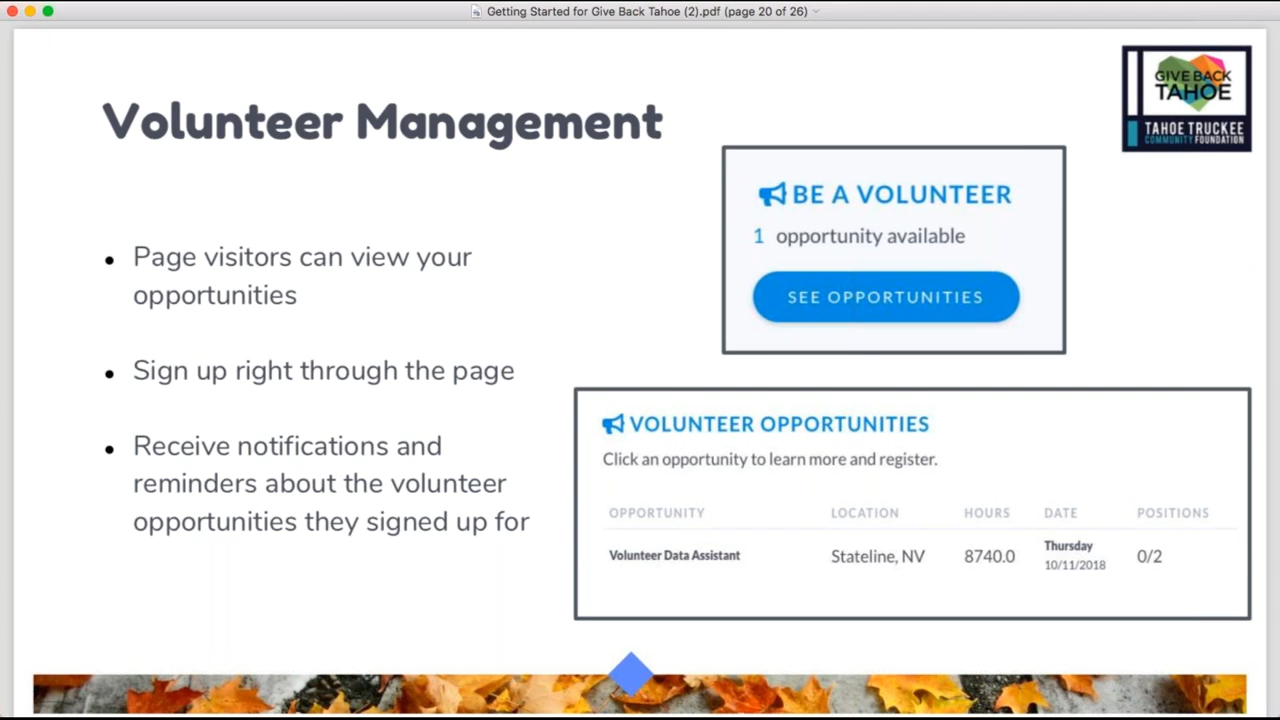 Getting Started for Give Back Tahoe (2).pdf (page 20 of 26)
GIVE BACK
TAHOE
TAHOE TRUCKEE
COMMUNITY FOUNDATION
Volunteer Management
• Page visitors can view your
opportunities
• Sign up right through the page
• Receive notifications and
reminders about the volunteer
opportunities they signed up for
BE A VOLUNTEER
1 opportunity available
SEE OPPORTUNITIES
VOLUNTEER OPPORTUNITIES
Click an opportunity to learn more and register.
OPPORTUNITY LOCATION HOURS DATE POSITIONS
Volunteer Data Assistant Stateline, NV 8740.0 Thursday 0/2
10/11/2018